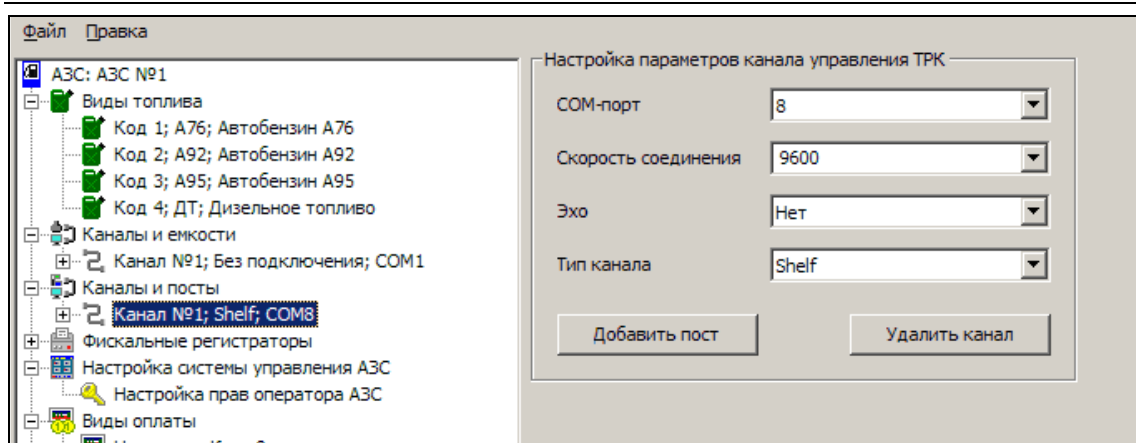 Файл Правка
АЗС: АЗС №1
Виды топлива
Код 1; А76; Автобензин А76
Код 2; А92; Автобензин А92
Код 3; А95; Автобензин А95
Код 4; ДТ; Дизельное топливо
Каналы и емкости
Канал №1; Без подключения; COM1
Каналы и посты
Канал №1; Shelf; COM8
Фискальные регистраторы
Настройка системы управления АЗС
Настройка прав оператора АЗС
Виды оплаты
Настройка параметров канала управления ТРК
COM-порт 8
Скорость соединения 9600
Эхо Нет
Тип канала Shelf
Добавить пост Удалить канал